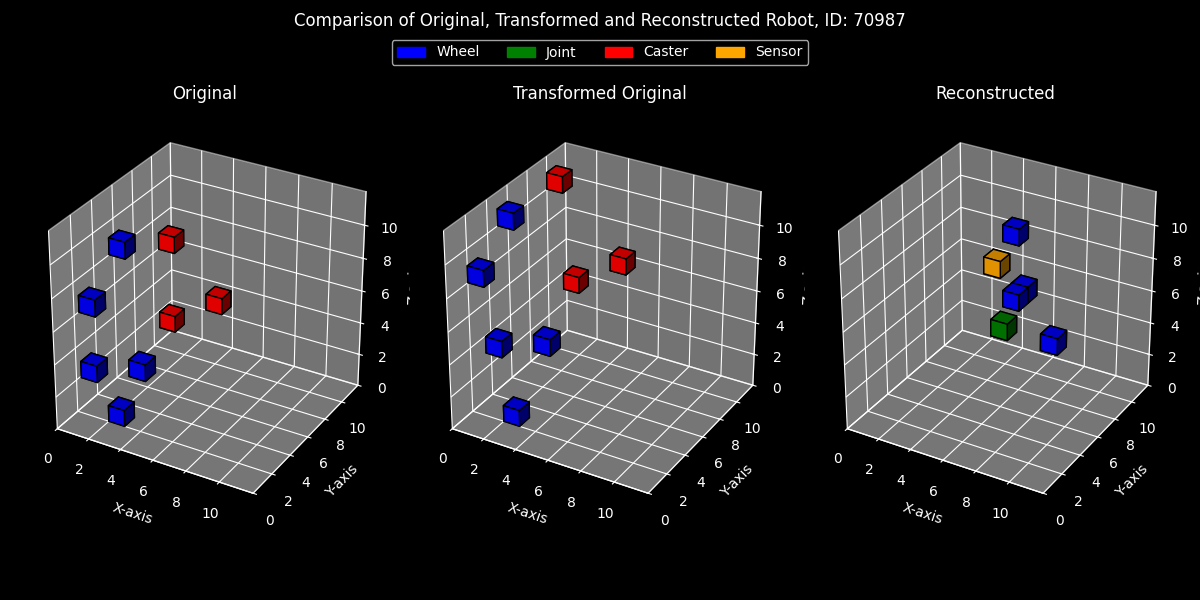 Comparison of Original, Transformed and Reconstructed Robot, ID: 70987
Wheel Joint Caster Sensor
Original
Transformed Original
Reconstructed
0 2 4 6 8 10
X-axis
0 2 4 6 8 10
Y-axis
0 2 4 6 8 10
0 2 4 6 8 10
X-axis
0 2 4 6 8 10
Y-axis
0 2 4 6 8 10
0 2 4 6 8 10
X-axis
0 2 4 6 8 10
Y-axis
0 2 4 6 8 10